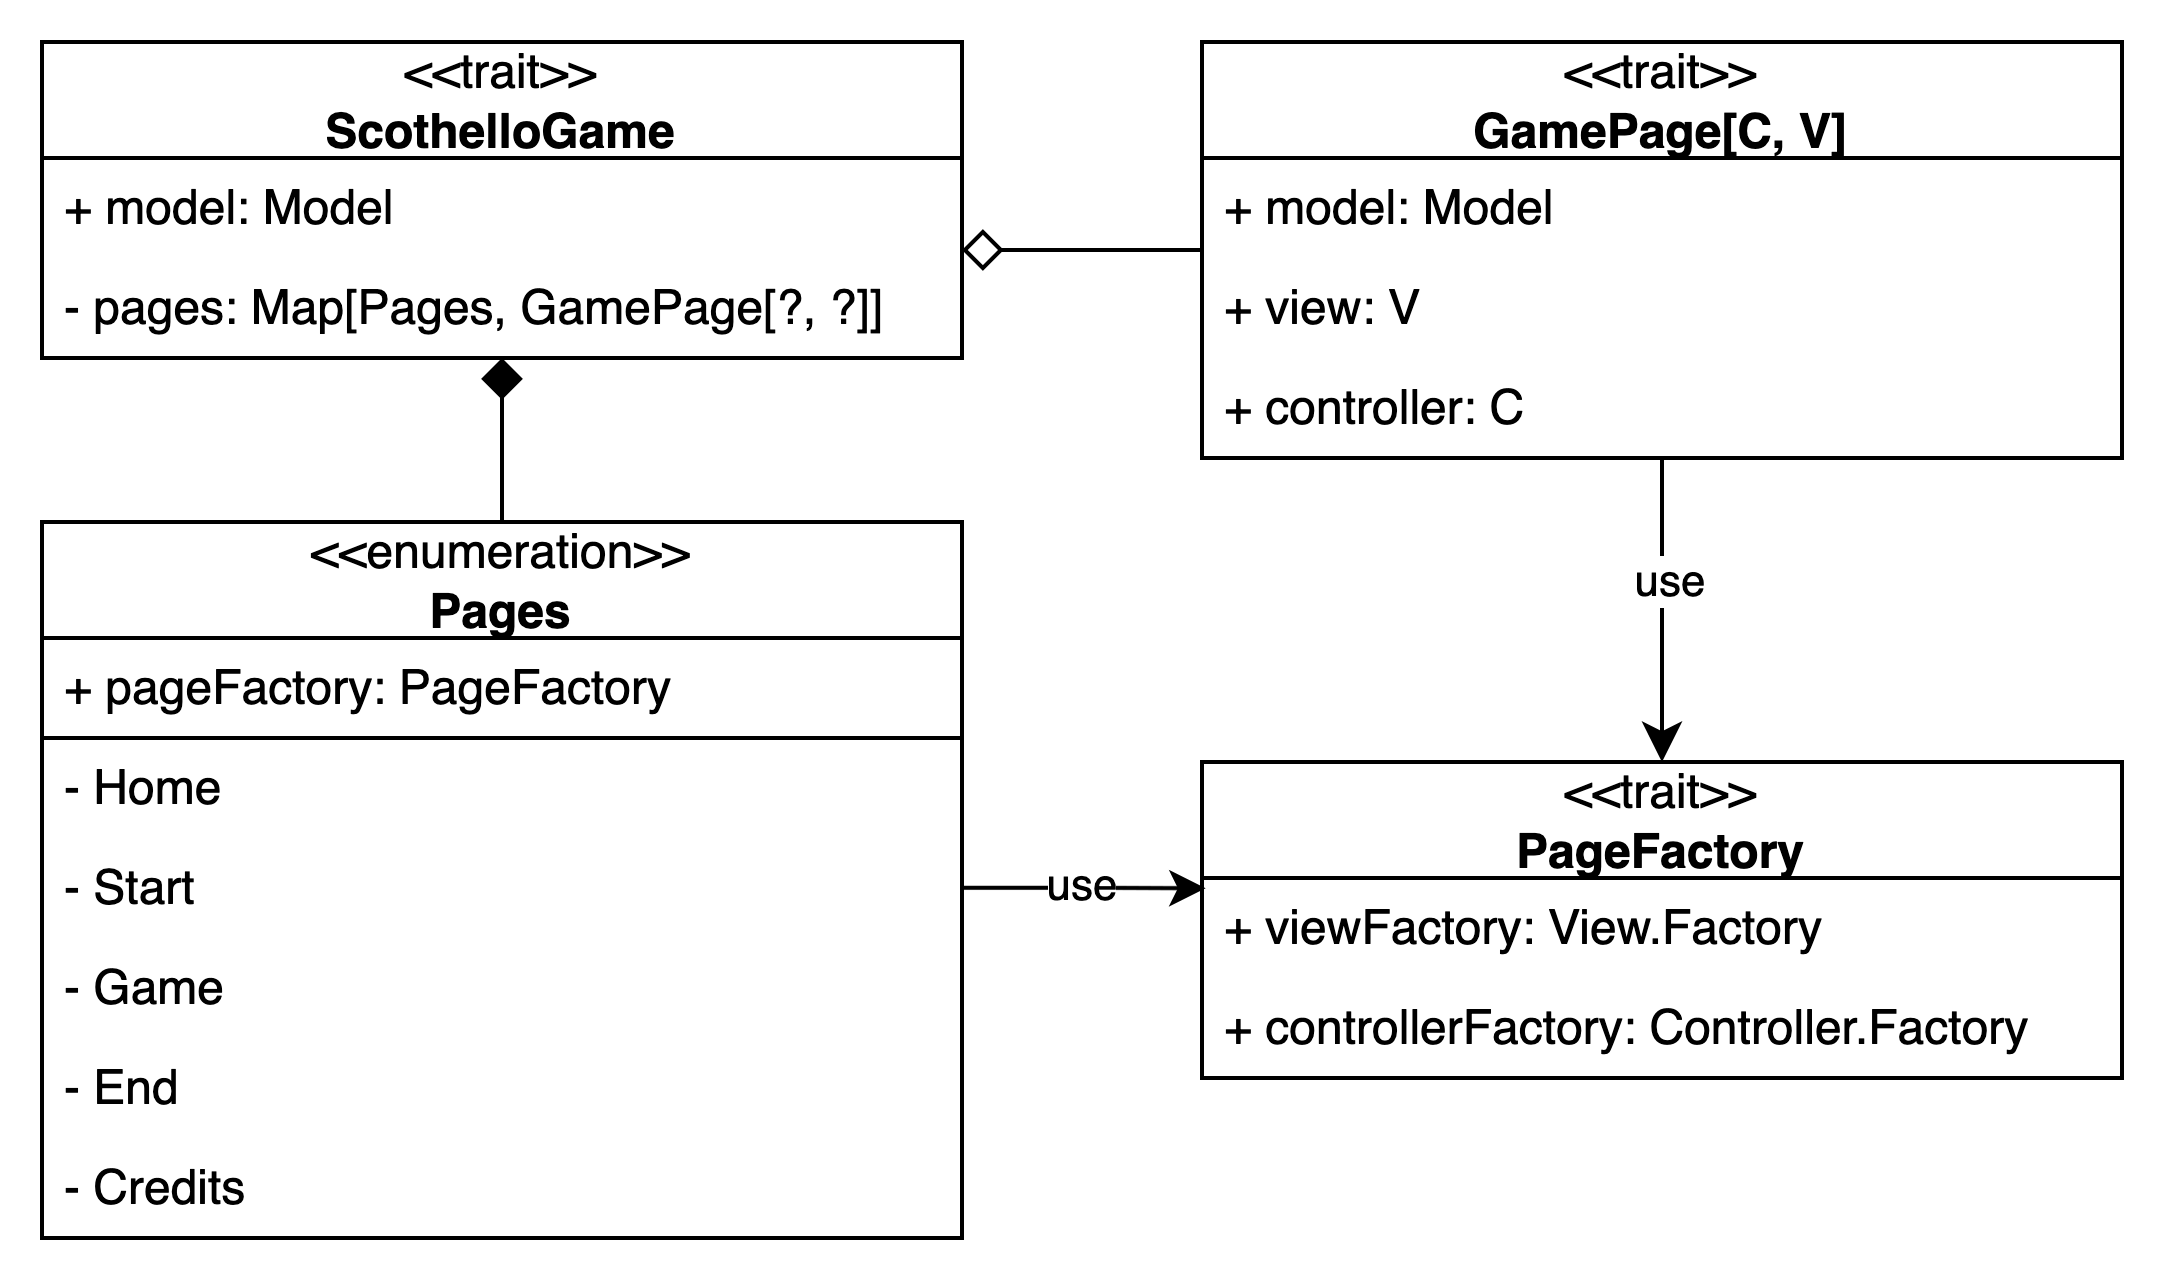 <<trait>>
ScothelloGame
+ model: Model
- pages: Map[Pages, GamePage[?, ?]]
<<trait>>
GamePage[C, V]
+ model: Model
+ view: V
+ controller: C
<<enumeration>>
Pages
+ pageFactory: PageFactory
- Home
- Start
- Game
- End
- Credits
use
use
<<trait>>
PageFactory
+ viewFactory: View.Factory
+ controllerFactory: Controller.Factory